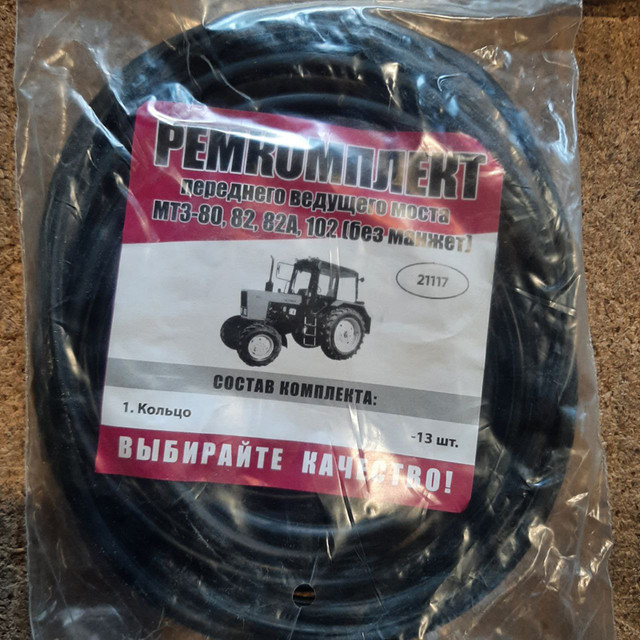 РЕМКОМПЛЕКТ
переднего ведущего моста
МТЗ-80, 82, 82А, 102 (без манжет)
21117
СОСТАВ КОМПЛЕКТА:
1. Кольцо -13 шт.
ВЫБИРАЙТЕ КАЧЕСТВО!